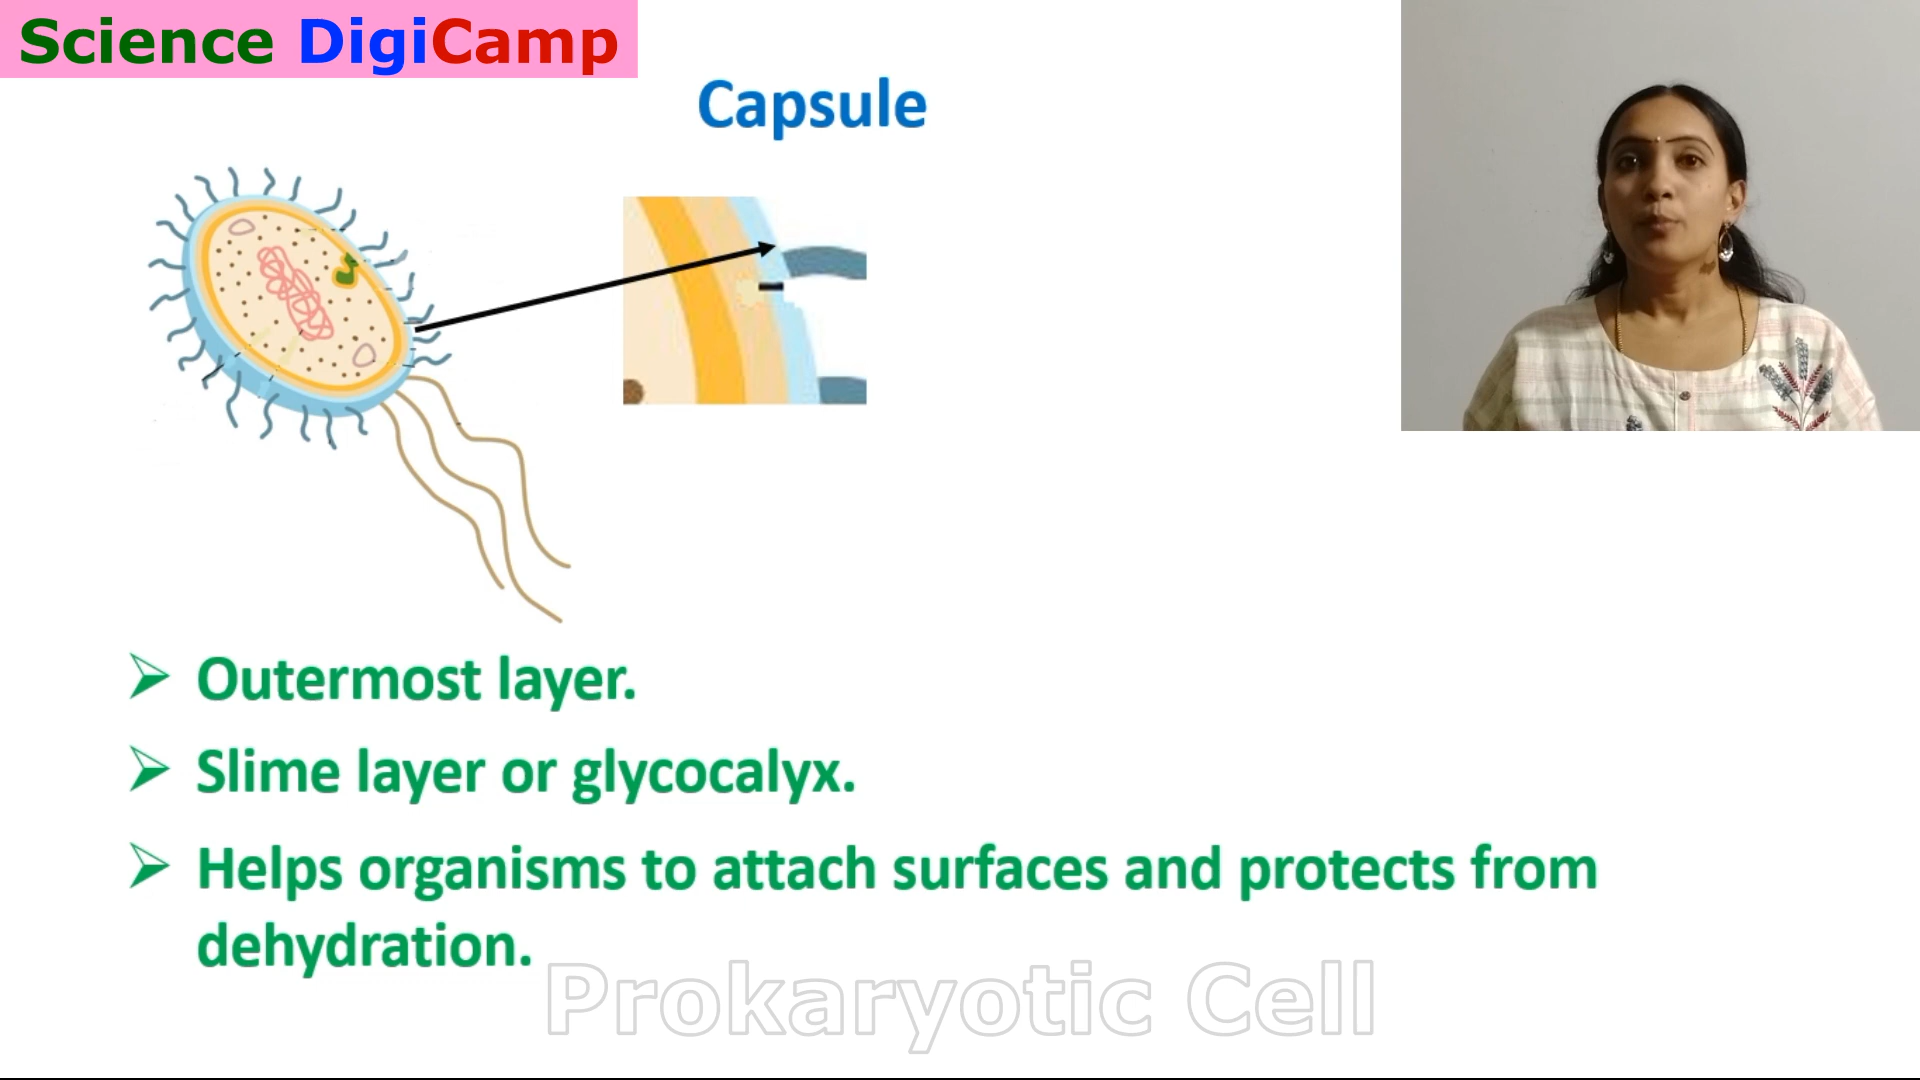 Science DigiCamp
Capsule
Outermost layer.
Slime layer or glycocalyx.
Helps organisms to attach surfaces and protects from
dehydration.
Prokaryotic Cell